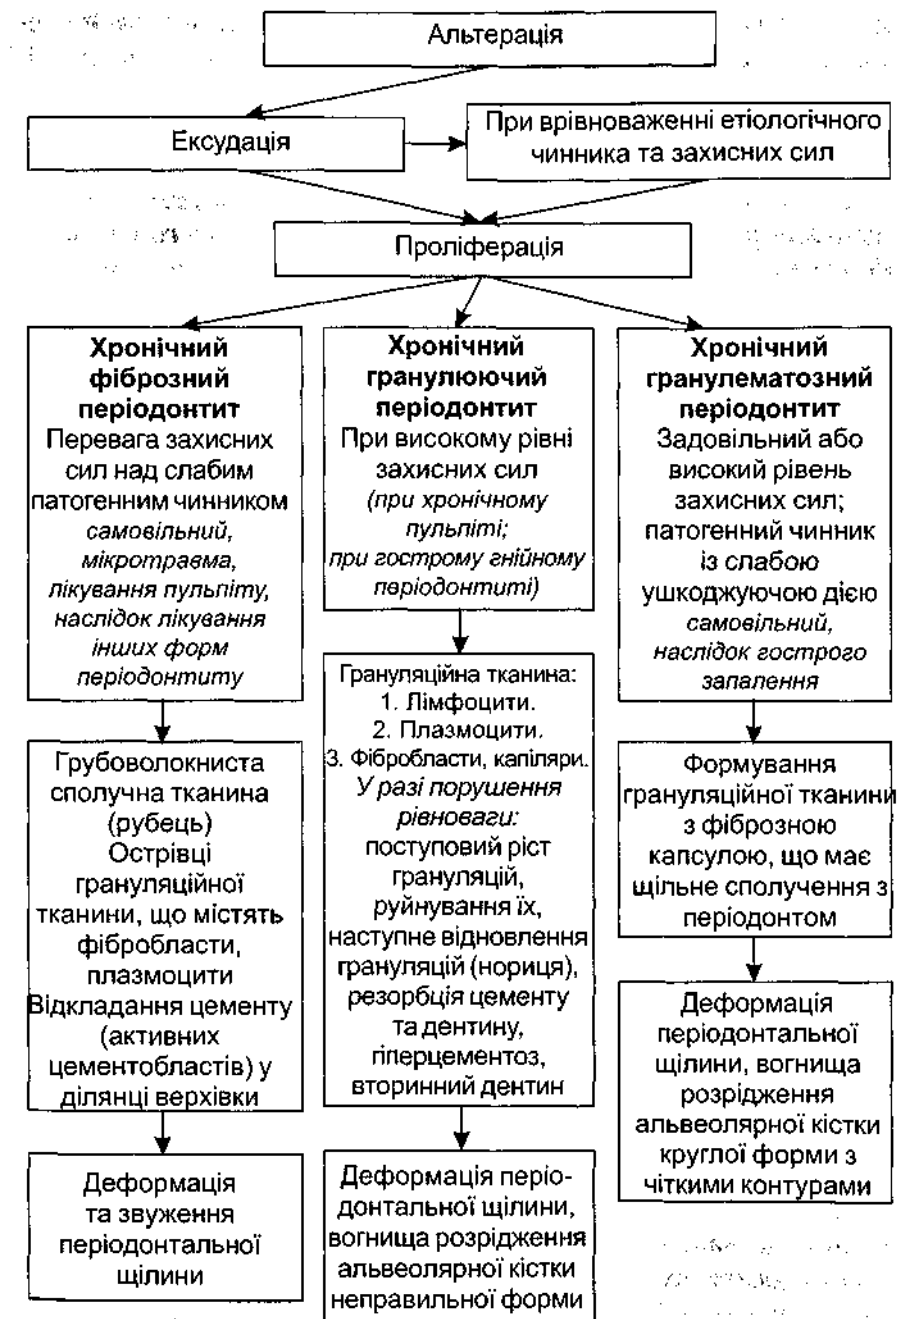 Альтерація
Ексудація
При врівноваженні етіологічного
чинника та захисних сил
Проліферація
Хронічний
фіброзний
періодонтит
Перевага захисних
сил над слабим
патогенним чинником
самовільний,
мікротравма,
лікування пульпіту,
наслідок лікування
інших форм
періодонтиту
Грубоволокниста
сполучна тканина
(рубець)
Острівці
грануляційної
тканини, що містять
фібробласти,
плазмоцити
Відкладання цементу
(активних
цементобластів) у
ділянці верхівки
Деформація
та звуження
періодонтальної
щілини
Хронічний
гранулюючий
періодонтит
При високому рівні
захисних сил
(при хронічному
пульпіті;
при гострому гнійному
періодонтиті)
Грануляційна тканина:
1. Лімфоцити.
2. Плазмоцити.
3. Фібробласти, капіляри.
У разі порушення
рівноваги:
поступовий ріст
грануляцій,
руйнування їх,
наступне відновлення
грануляцій (нориця),
резорбція цементу
та дентину,
гіперцементоз,
вторинний дентин
Деформація періо-
донтальної щілини,
вогнища розрідження
альвеолярної кістки
неправильної форми
Хронічний
гранулематозний
періодонтит
Задовільний або
високий рівень
захисних сил;
патогенний чинник
із слабою
ушкоджуючою дією
самовільний,
наслідок гострого
запалення
Формування
грануляційної тканини
з фіброзною
капсулою, що має
щільне сполучення з
періодонтом
Деформація
періодонтальної
щілини, вогнища
розрідження
альвеолярної кістки
круглої форми з
чіткими контурами